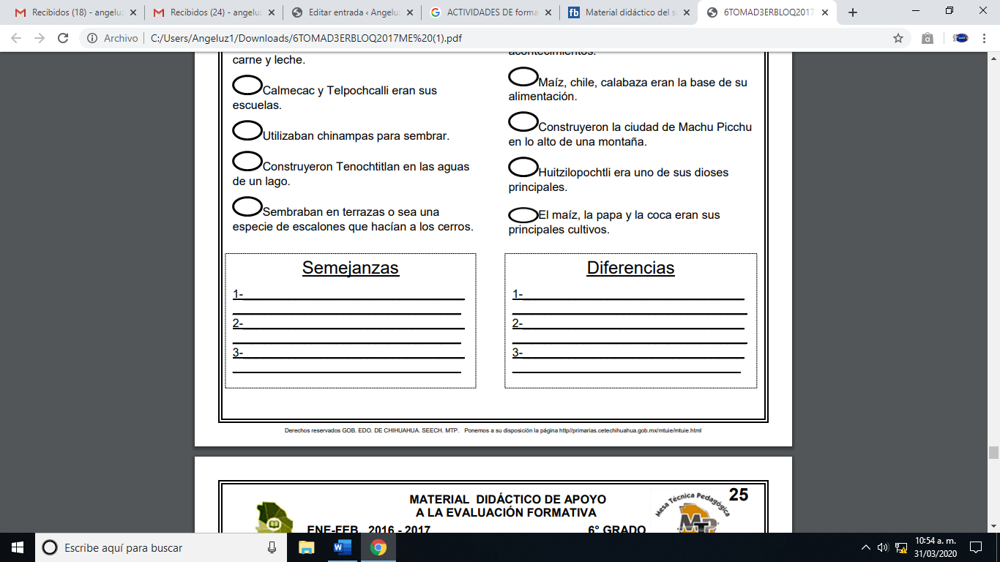 Recibidos (18) - angeluz
Recibidos (24) - angeluz
Editar entrada ‹ Angeluz
ACTIVIDADES DE forma
Material didáctico del se
6TOMAD3ERBLOQ2017
Archivo
C:/Users/Angeluz1/Downloads/6TOMAD3ERBLOQ2017ME%20(1).pdf
carne y leche.
Calmecac y Telpochcalli eran sus
escuelas.
Utilizaban chinampas para sembrar.
Construyeron Tenochtitlan en las aguas
de un lago.
Sembraban en terrazas o sea una
especie de escalones que hacían a los cerros.
acontecimientos.
Maíz, chile, calabaza eran la base de su
alimentación.
Construyeron la ciudad de Machu Picchu
en lo alto de una montaña.
Huitzilopochtli era uno de sus dioses
principales.
El maíz, la papa y la coca eran sus
principales cultivos.
Semejanzas
1-
2-
3-
Diferencias
1-
2-
3-
Derechos reservados GOB. EDO. DE CHIHUAHUA. SEECH. MTP. Ponemos a su disposición la página http//primarias.cetechihuahua.gob.mx/mtuie/mtuie.html
MATERIAL DIDÁCTICO DE APOYO
A LA EVALUACIÓN FORMATIVA
ENE-FEB. 2016 - 2017
6° GRADO
Mesa Técnica Pedagógica
MTP
25
Escribe aquí para buscar
10:54 a. m.
31/03/2020